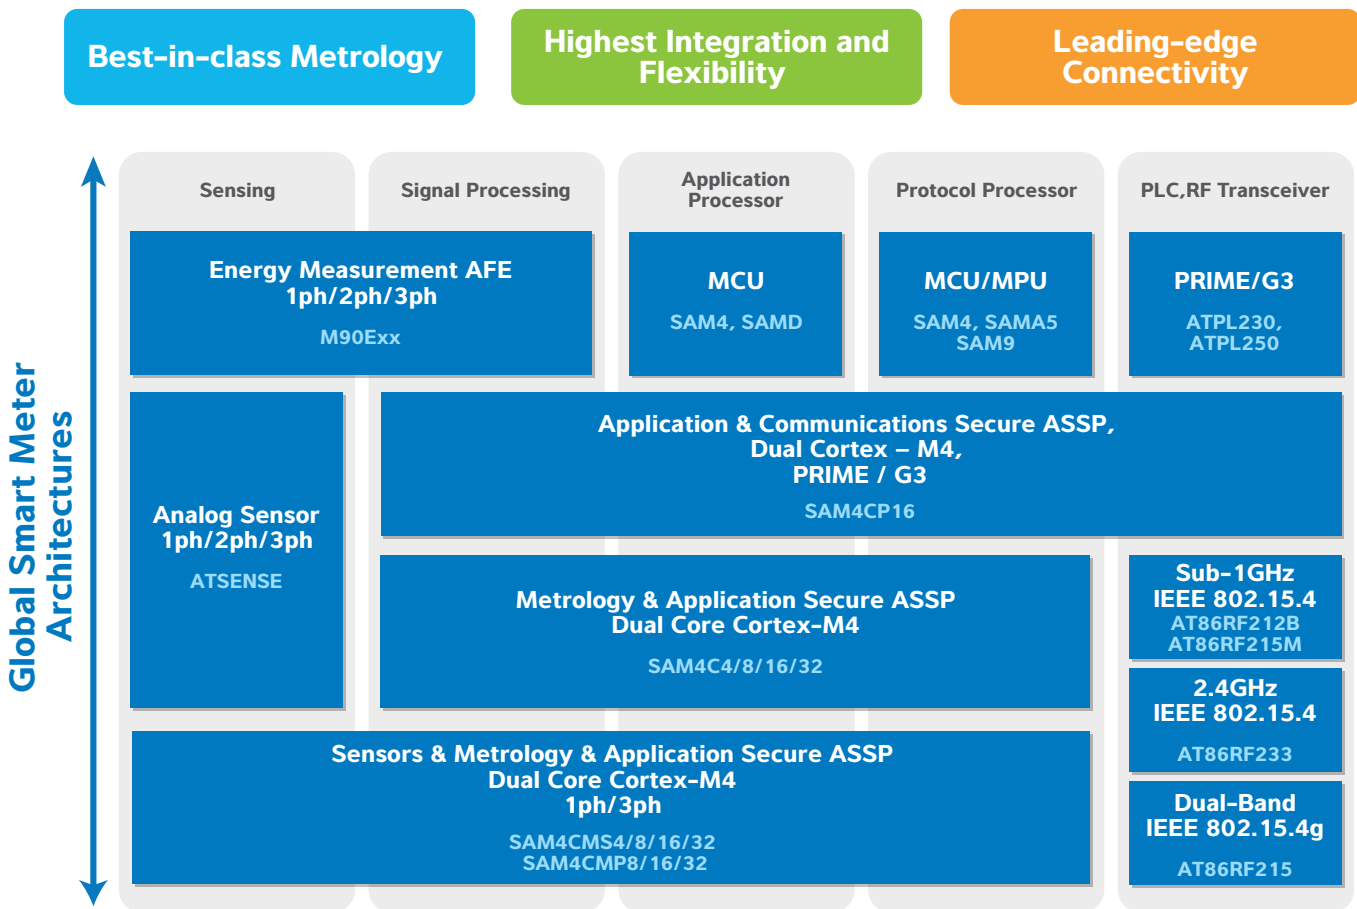 Best-in-class Metrology
Highest Integration and
Flexibility
Leading-edge
Connectivity
Global Smart Meter
Architectures
Sensing
Signal Processing
Application
Processor
Protocol Processor
PLC,RF Transceiver
Energy Measurement AFE
1ph/2ph/3ph
M90Exx
MCU
SAM4, SAMD
MCU/MPU
SAM4, SAMA5
SAM9
PRIME/G3
ATPL230,
ATPL250
Analog Sensor
1ph/2ph/3ph
ATSENSE
Application & Communications Secure ASSP,
Dual Cortex – M4,
PRIME / G3
SAM4CP16
Metrology & Application Secure ASSP
Dual Core Cortex-M4
SAM4C4/8/16/32
Sub-1GHz
IEEE 802.15.4
AT86RF212B
AT86RF215M
2.4GHz
IEEE 802.15.4
AT86RF233
Sensors & Metrology & Application Secure ASSP
Dual Core Cortex-M4
1ph/3ph
SAM4CMS4/8/16/32
SAM4CMP8/16/32
Dual-Band
IEEE 802.15.4g
AT86RF215